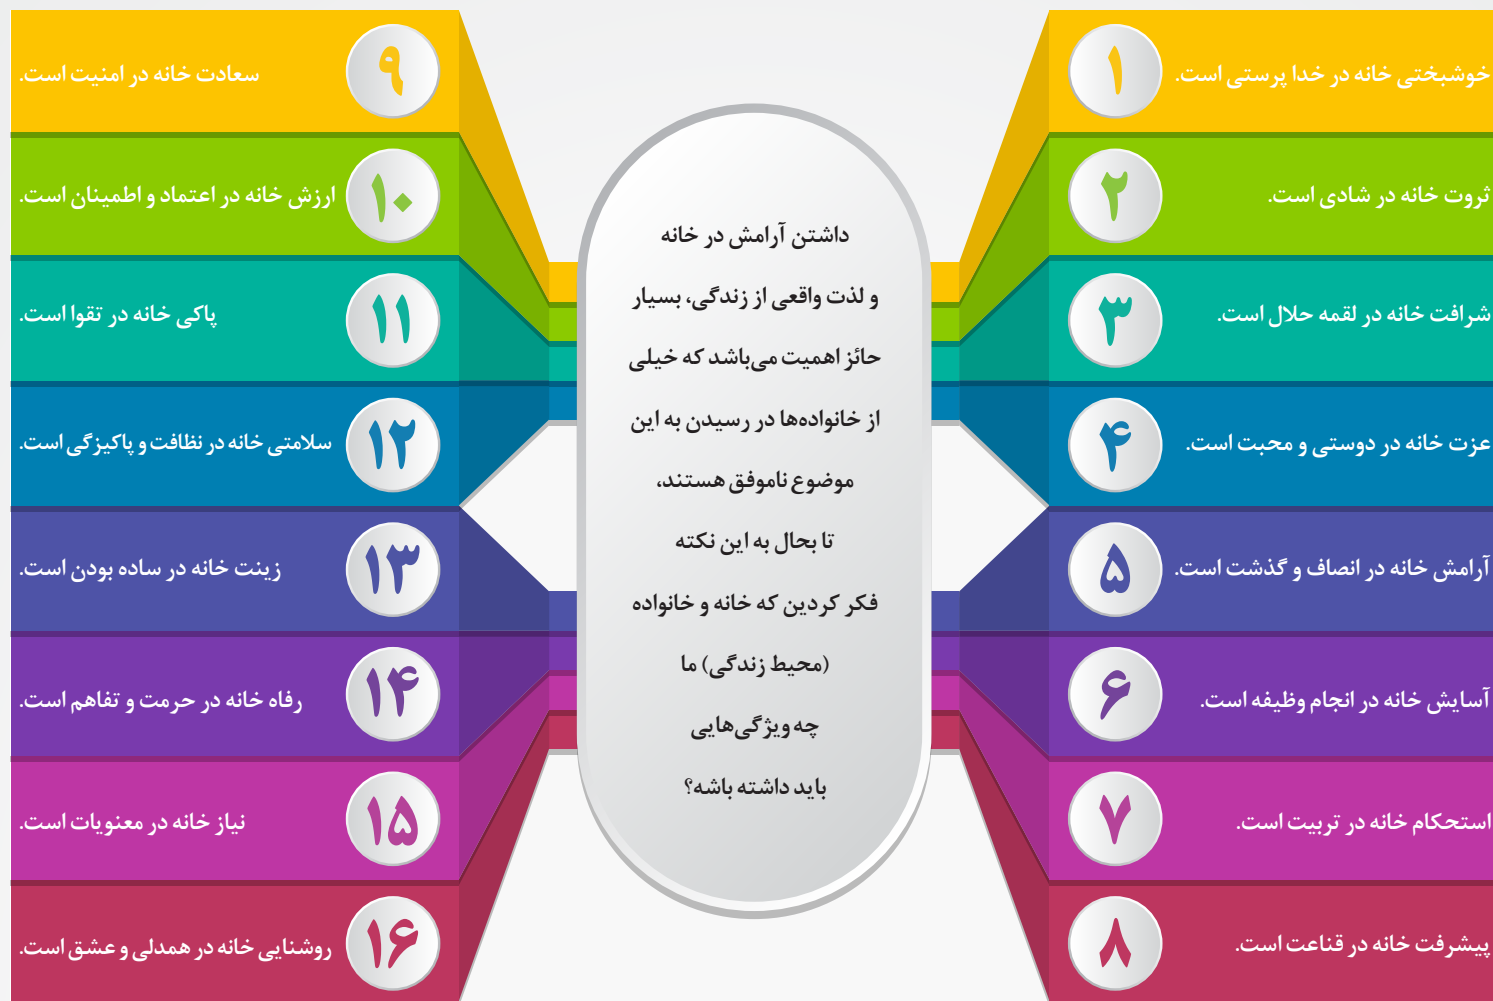 داشتن آرامش در خانه
و لذت واقعی از زندگی، بسیار
حائز اهمیت می‌باشد که خیلی
از خانواده‌ها در رسیدن به این
موضوع ناموفق هستند،
تا بحال به این نکته
فکر کردین که خانه و خانواده
(محیط زندگی) ما
چه ویژگی‌هایی
باید داشته باشه؟
۱ خوشبختی خانه در خدا پرستی است.
۲ ثروت خانه در شادی است.
۳ شرافت خانه در لقمه حلال است.
۴ عزت خانه در دوستی و محبت است.
۵ آرامش خانه در انصاف و گذشت است.
۶ آسایش خانه در انجام وظیفه است.
۷ استحکام خانه در تربیت است.
۸ پیشرفت خانه در قناعت است.
۹ سعادت خانه در امنیت است.
۱۰ ارزش خانه در اعتماد و اطمینان است.
۱۱ پاکی خانه در تقوا است.
۱۲ سلامتی خانه در نظافت و پاکیزگی است.
۱۳ زینت خانه در ساده بودن است.
۱۴ رفاه خانه در حرمت و تفاهم است.
۱۵ نیاز خانه در معنویات است.
۱۶ روشنایی خانه در همدلی و عشق است.